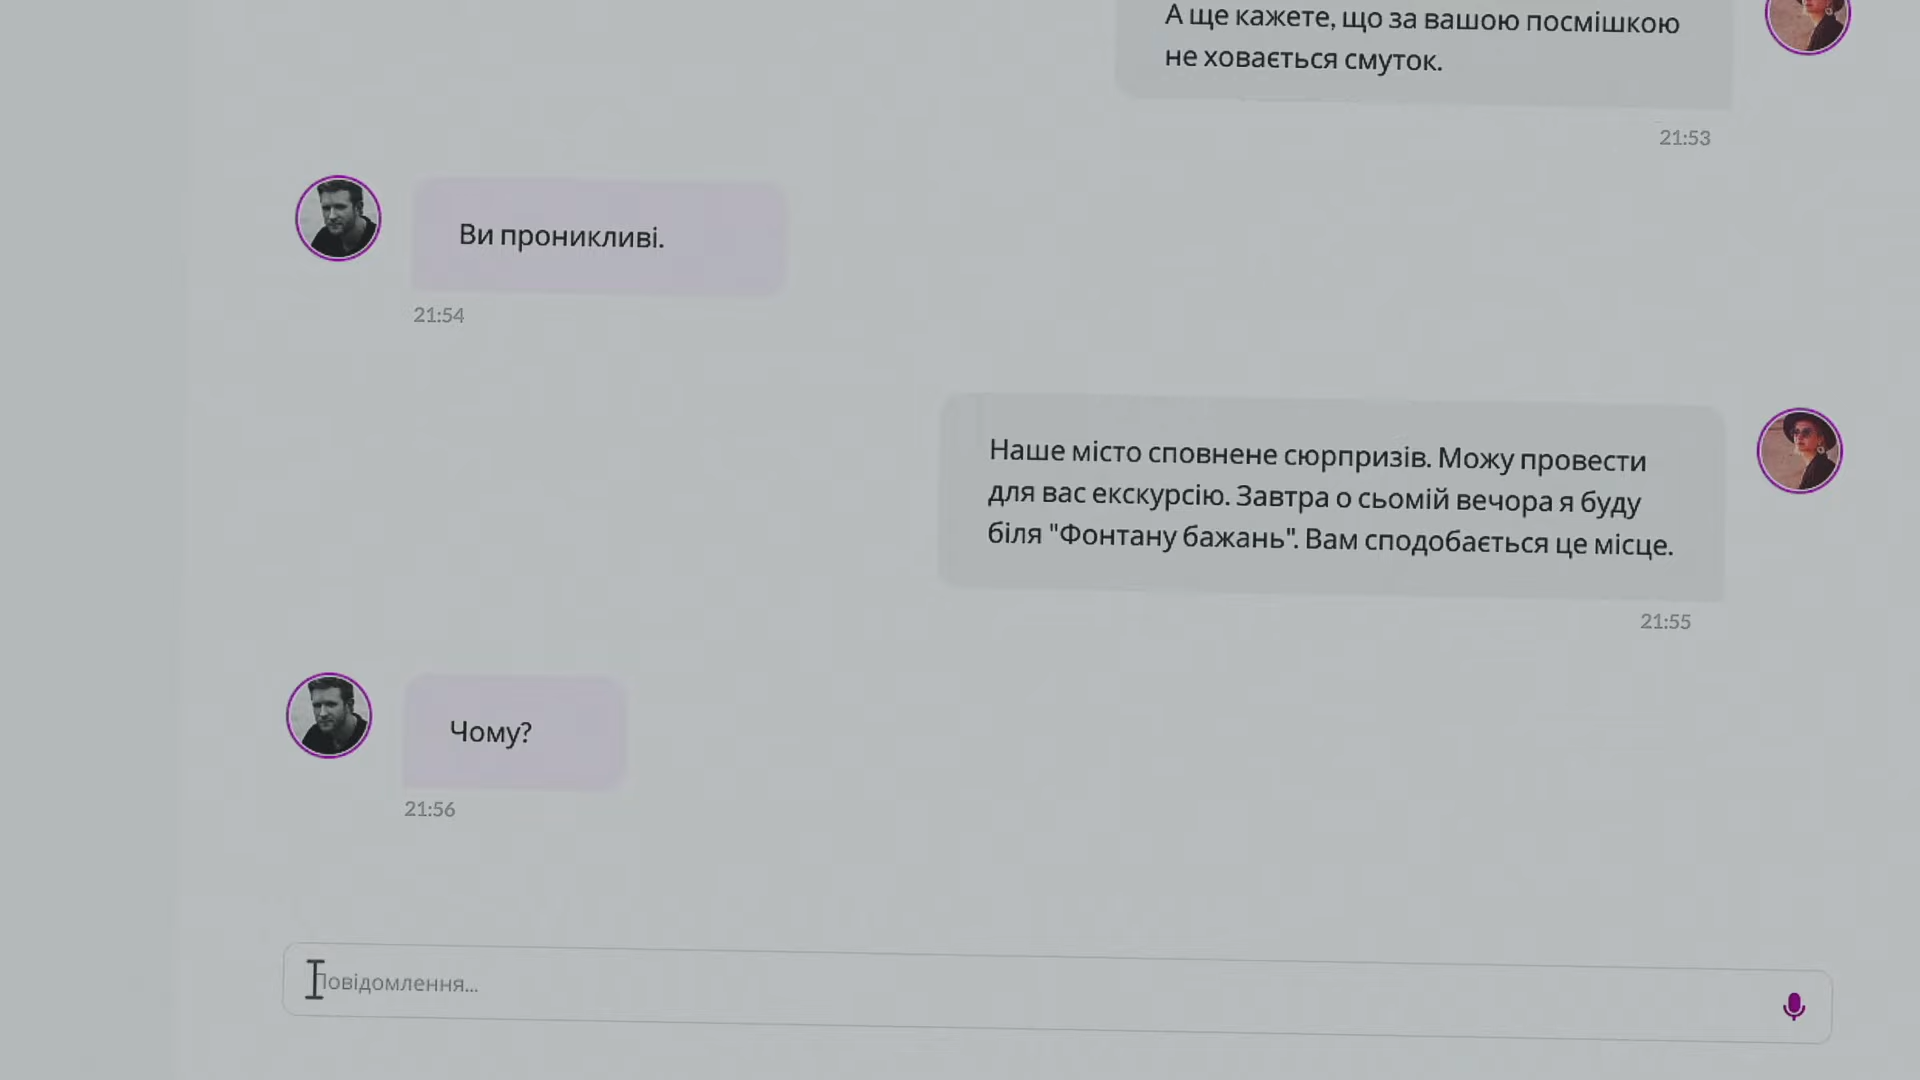 А ще кажете, що за вашою посмішкою
не ховається смуток.
21:53
Ви проникливі.
21:54
Наше місто сповнене сюрпризів. Можу провести
для вас екскурсію. Завтра о сьомій вечора я буду
біля "Фонтану бажань". Вам сподобається це місце.
21:55
Чому?
21:56
Повідомлення...